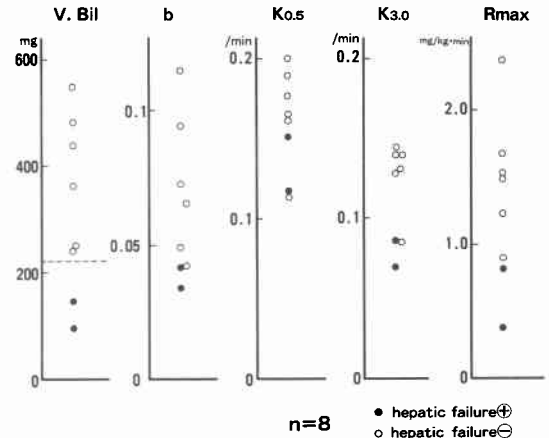 V. Bil b K0.5 K3.0 Rmax
mg /min /min mg/kg·min
600 0.2 0.2
2.0
0.1
400
0.1 0.1
0.05 1.0
200
0 0 0 0 0
n=8
● hepatic failure⊕
○ hepatic failure⊖